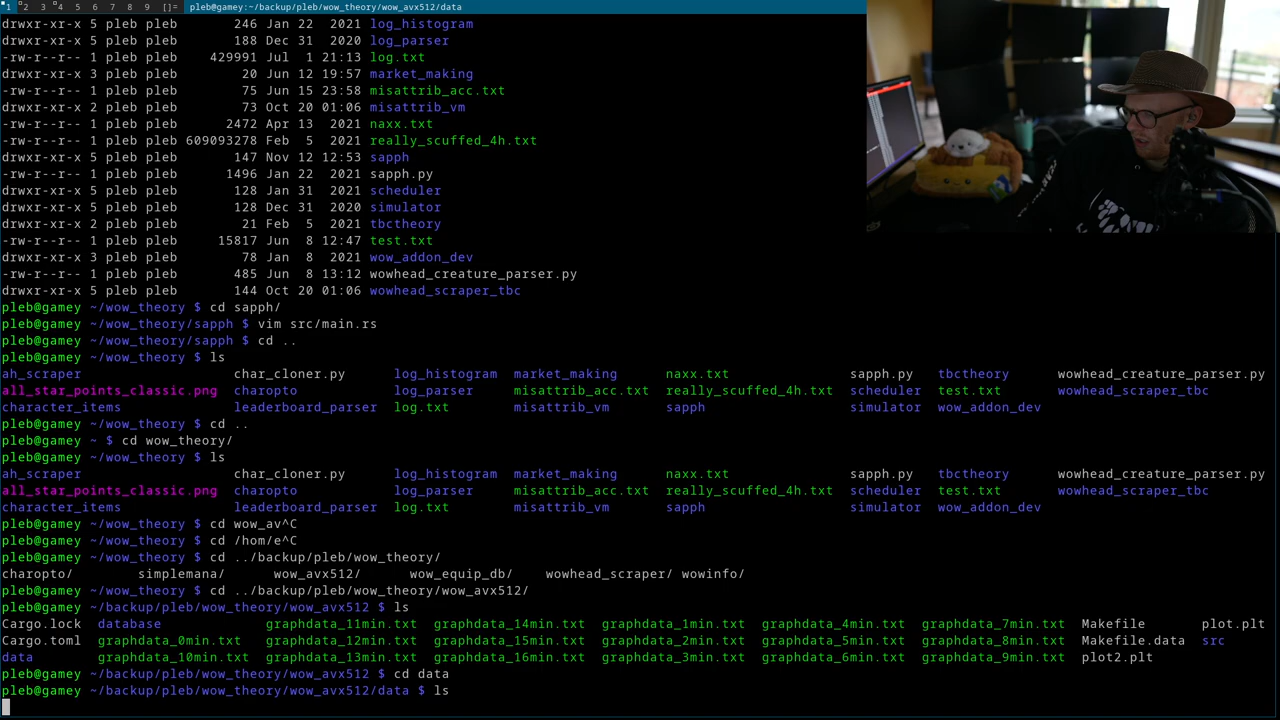 1 2 3 4 5 6 7 8 9 []= pleb@gamey:~/backup/pleb/wow_theory/wow_avx512/data
drwxr-xr-x 5 pleb pleb 246 Jan 22 2021 log_histogram
drwxr-xr-x 5 pleb pleb 188 Dec 31 2020 log_parser
-rw-r--r-- 1 pleb pleb 429991 Jul 1 21:13 log.txt
drwxr-xr-x 3 pleb pleb 20 Jun 12 19:57 market_making
-rw-r--r-- 1 pleb pleb 75 Jun 15 23:58 misattrib_acc.txt
drwxr-xr-x 2 pleb pleb 73 Oct 20 01:06 misattrib_vm
-rw-r--r-- 1 pleb pleb 2472 Apr 13 2021 naxx.txt
-rw-r--r-- 1 pleb pleb 609093278 Feb 5 2021 really_scuffed_4h.txt
drwxr-xr-x 5 pleb pleb 147 Nov 12 12:53 sapph
-rw-r--r-- 1 pleb pleb 1496 Jan 22 2021 sapph.py
drwxr-xr-x 5 pleb pleb 128 Jan 31 2021 scheduler
drwxr-xr-x 5 pleb pleb 128 Dec 31 2020 simulator
drwxr-xr-x 2 pleb pleb 21 Feb 5 2021 tbctheory
-rw-r--r-- 1 pleb pleb 15817 Jun 8 12:47 test.txt
drwxr-xr-x 3 pleb pleb 78 Jan 8 2021 wow_addon_dev
-rw-r--r-- 1 pleb pleb 485 Jun 8 13:12 wowhead_creature_parser.py
drwxr-xr-x 5 pleb pleb 144 Oct 20 01:06 wowhead_scraper_tbc
pleb@gamey ~/wow_theory $ cd sapph/
pleb@gamey ~/wow_theory/sapph $ vim src/main.rs
pleb@gamey ~/wow_theory/sapph $ cd ..
pleb@gamey ~/wow_theory $ ls
ah_scraper char_cloner.py log_histogram market_making naxx.txt sapph.py tbctheory wowhead_creature_parser.py
all_star_points_classic.png charopto log_parser misattrib_acc.txt really_scuffed_4h.txt scheduler test.txt wowhead_scraper_tbc
character_items leaderboard_parser log.txt misattrib_vm sapph simulator wow_addon_dev
pleb@gamey ~/wow_theory $ cd ..
pleb@gamey ~ $ cd wow_theory/
pleb@gamey ~/wow_theory $ ls
ah_scraper char_cloner.py log_histogram market_making naxx.txt sapph.py tbctheory wowhead_creature_parser.py
all_star_points_classic.png charopto log_parser misattrib_acc.txt really_scuffed_4h.txt scheduler test.txt wowhead_scraper_tbc
character_items leaderboard_parser log.txt misattrib_vm sapph simulator wow_addon_dev
pleb@gamey ~/wow_theory $ cd wow_av^C
pleb@gamey ~/wow_theory $ cd /hom/e^C
pleb@gamey ~/wow_theory $ cd ../backup/pleb/wow_theory/
charopto/ simplemana/ wow_avx512/ wow_equip_db/ wowhead_scraper/ wowinfo/
pleb@gamey ~/wow_theory $ cd ../backup/pleb/wow_theory/wow_avx512/
pleb@gamey ~/backup/pleb/wow_theory/wow_avx512 $ ls
Cargo.lock database graphdata_11min.txt graphdata_14min.txt graphdata_1min.txt graphdata_4min.txt graphdata_7min.txt Makefile plot.plt
Cargo.toml graphdata_0min.txt graphdata_12min.txt graphdata_15min.txt graphdata_2min.txt graphdata_5min.txt graphdata_8min.txt Makefile.data src
data graphdata_10min.txt graphdata_13min.txt graphdata_16min.txt graphdata_3min.txt graphdata_6min.txt graphdata_9min.txt plot2.plt
pleb@gamey ~/backup/pleb/wow_theory/wow_avx512 $ cd data
pleb@gamey ~/backup/pleb/wow_theory/wow_avx512/data $ ls